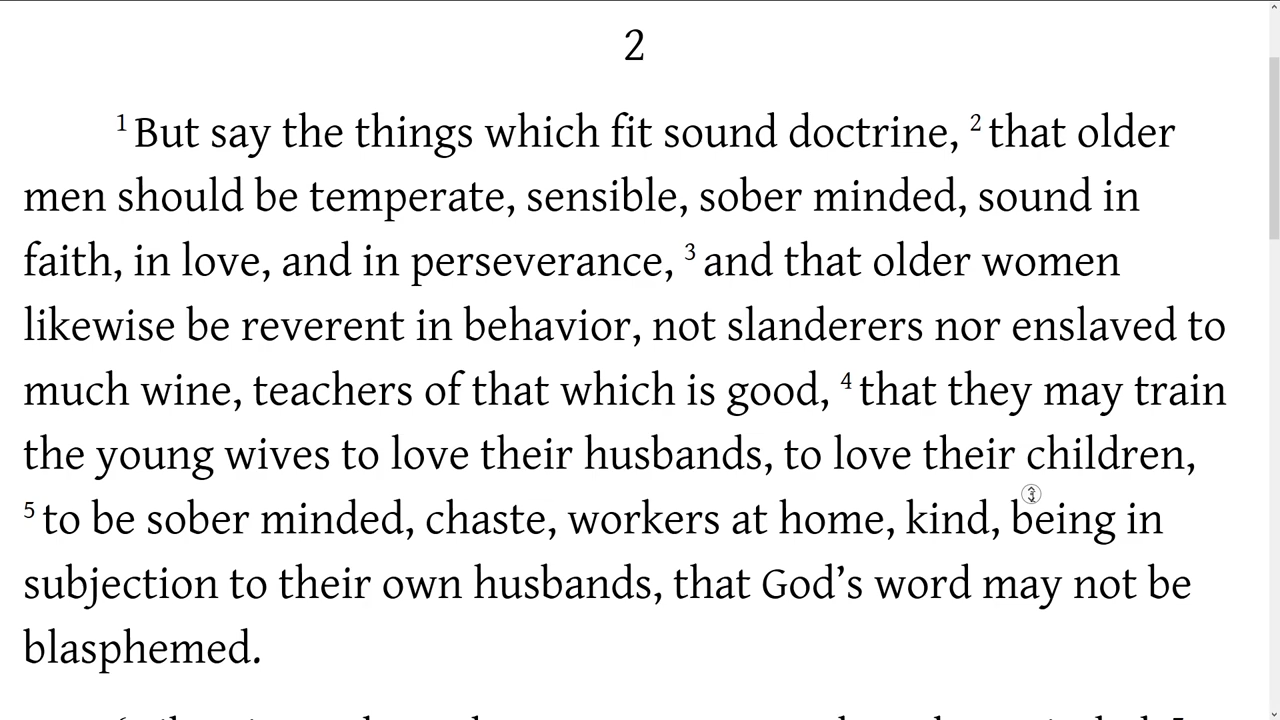 2
1 But say the things which fit sound doctrine, 2 that older
men should be temperate, sensible, sober minded, sound in
faith, in love, and in perseverance, 3 and that older women
likewise be reverent in behavior, not slanderers nor enslaved to
much wine, teachers of that which is good, 4 that they may train
the young wives to love their husbands, to love their children,
5 to be sober minded, chaste, workers at home, kind, being in
subjection to their own husbands, that God’s word may not be
blasphemed.